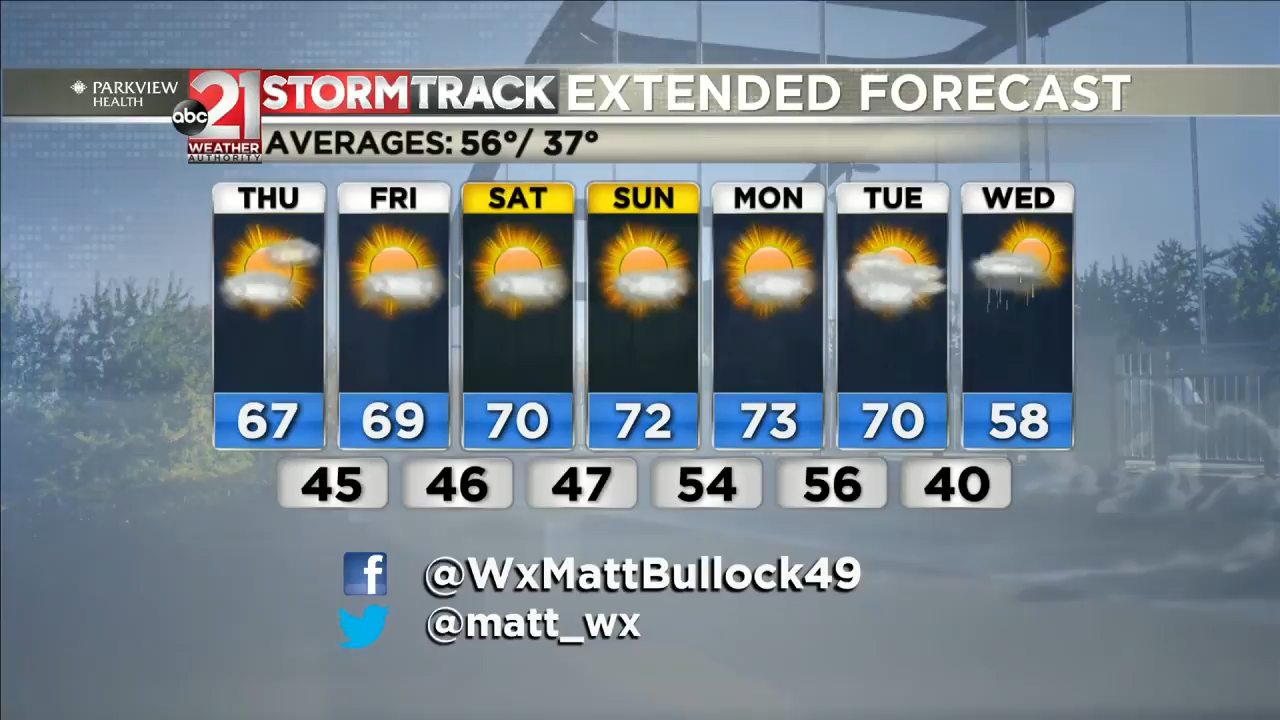 PARKVIEW
HEALTH
abc
21
WEATHER
AUTHORITY
STORMTRACK EXTENDED FORECAST
AVERAGES: 56°/ 37°
THU FRI SAT SUN MON TUE WED
67 69 70 72 73 70 58
45 46 47 54 56 40
f @WxMattBullock49
@matt_wx